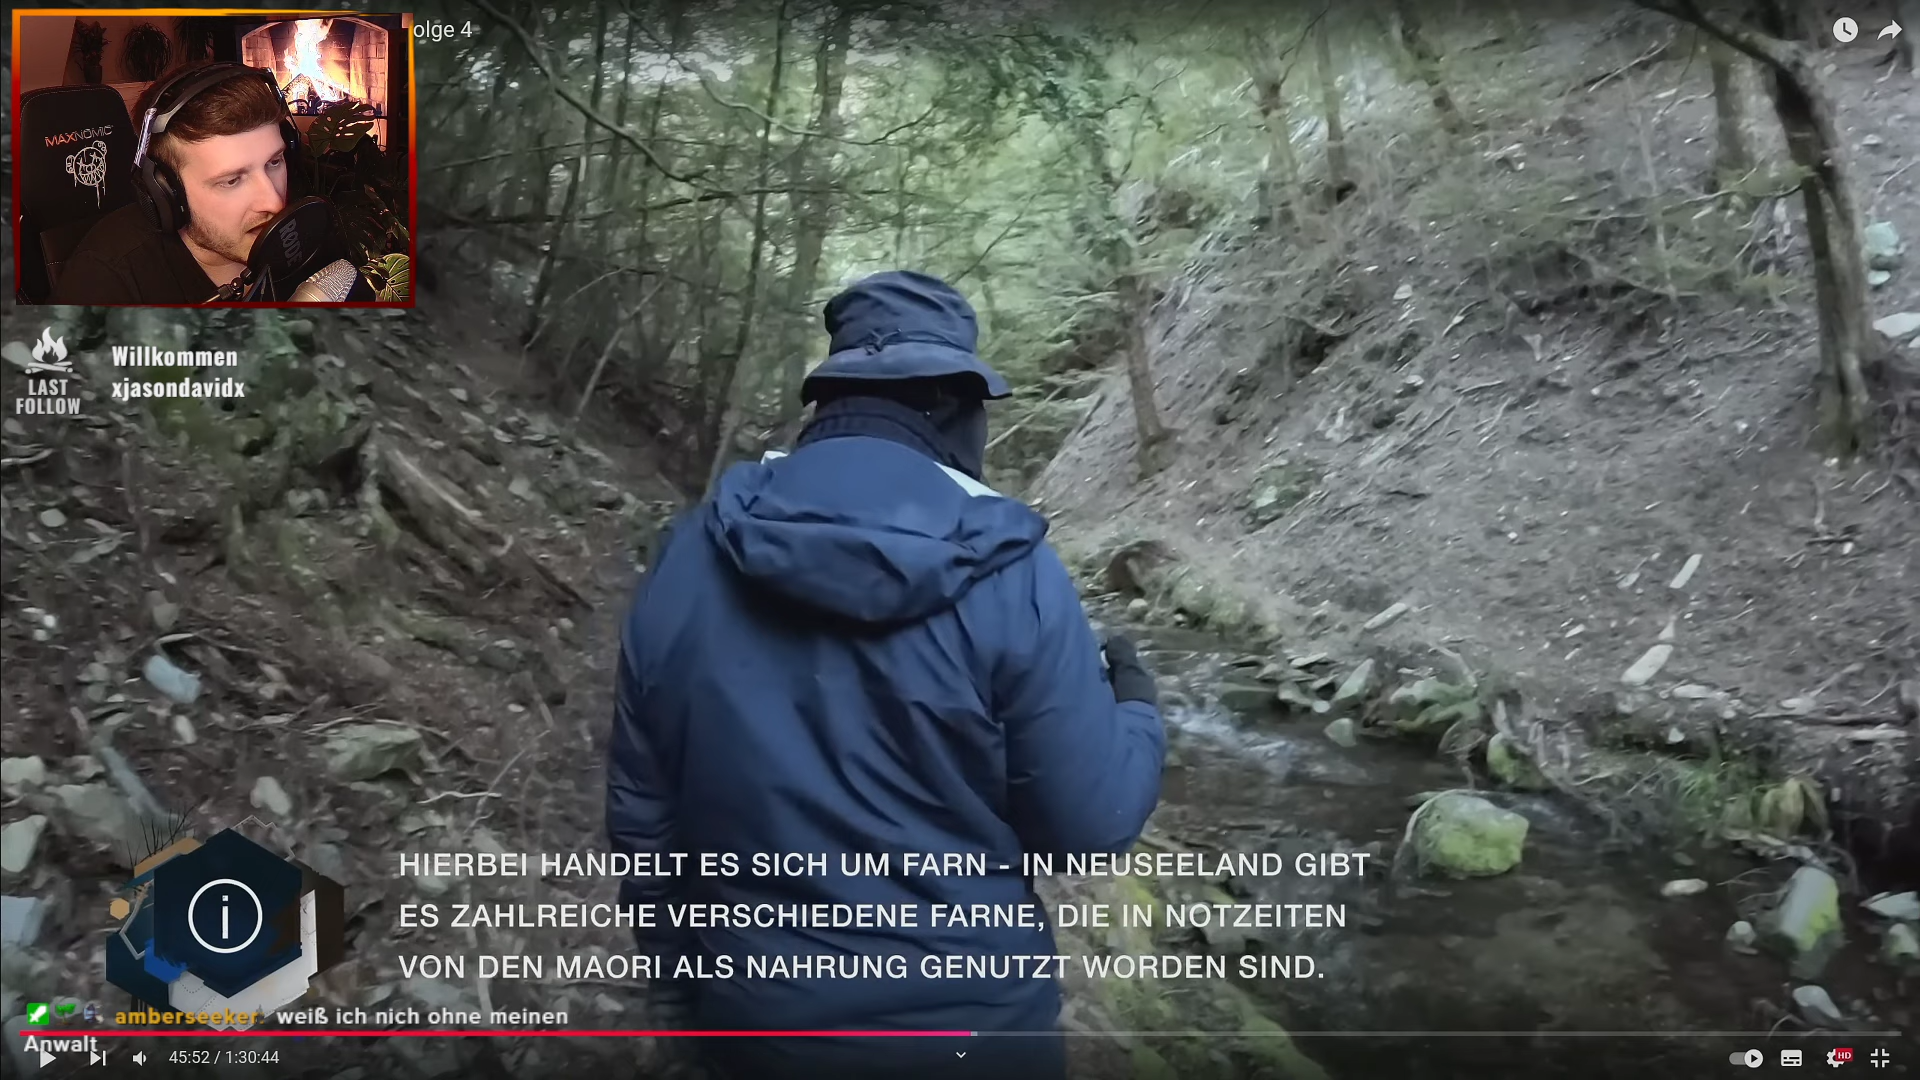 olge 4
MAXNOMIC
RØDE
LAST
FOLLOW
Willkommen
xjasondavidx
HIERBEI HANDELT ES SICH UM FARN - IN NEUSEELAND GIBT
ES ZAHLREICHE VERSCHIEDENE FARNE, DIE IN NOTZEITEN
VON DEN MAORI ALS NAHRUNG GENUTZT WORDEN SIND.
i
amberseeker: weiß ich nich ohne meinen
Anwalt
45:52 / 1:30:44
HD